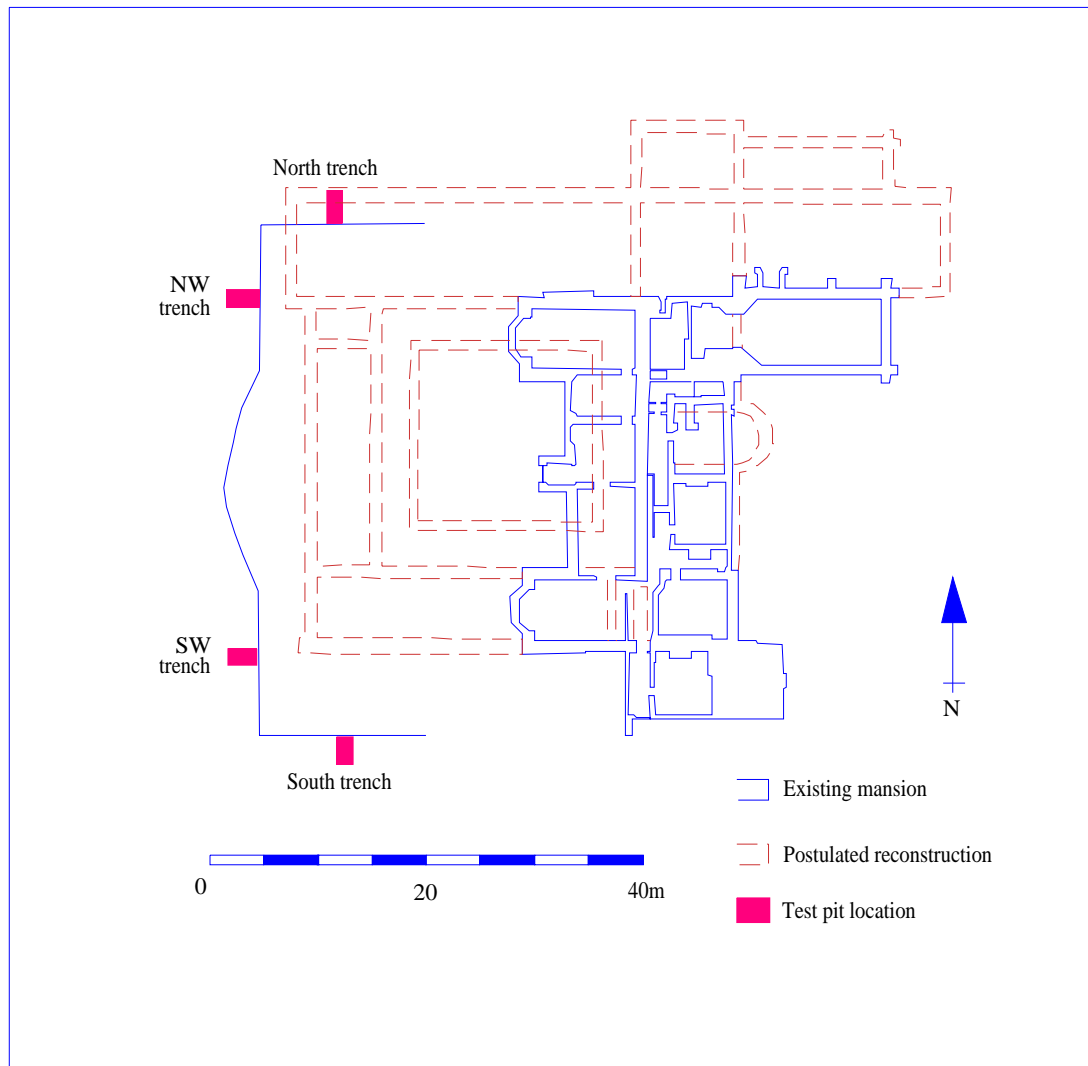 North trench
NW
trench
SW
trench
N
South trench
Existing mansion
Postulated reconstruction
0
20
40m
Test pit location